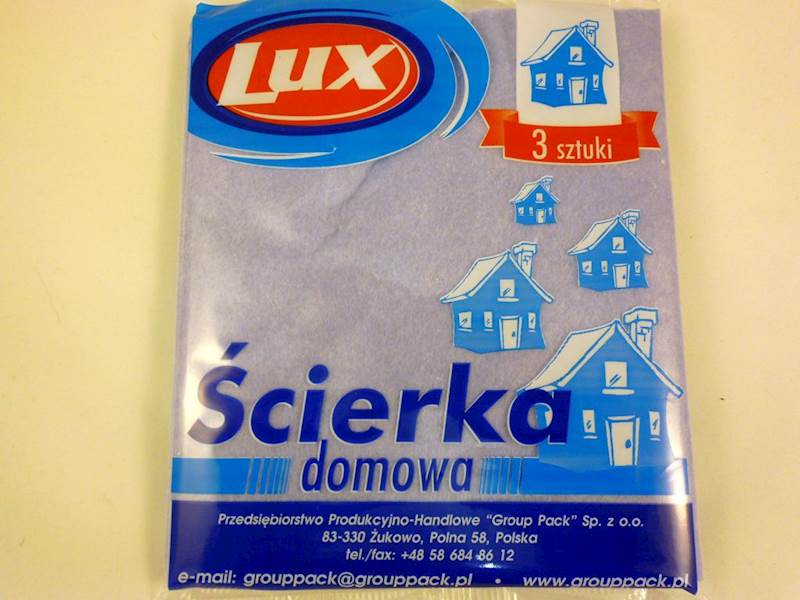 Lux
3 sztuki
Ścierka
domowa
Przedsiębiorstwo Produkcyjno-Handlowe "Group Pack" Sp. z o.o.
83-330 Żukowo, Polna 58, Polska
tel./fax: +48 58 684 86 12
e-mail: grouppack@grouppack.pl • www.grouppack.pl